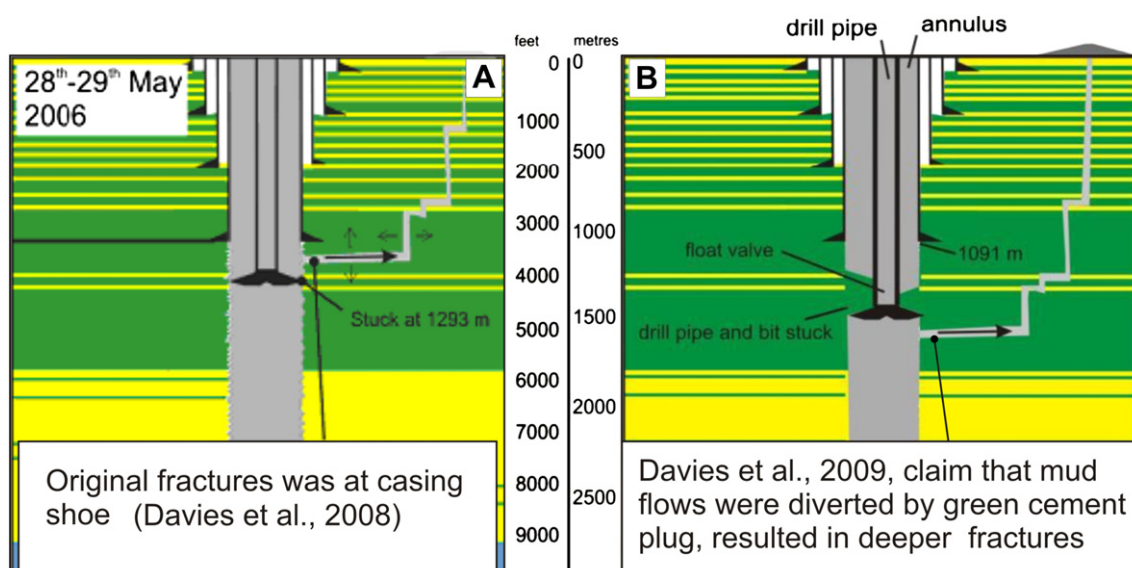 28th-29th May
2006
A
Stuck at 1293 m
Original fractures was at casing
shoe (Davies et al., 2008)
feet
0
1000
2000
3000
4000
5000
6000
7000
8000
9000
metres
0
500
1000
1500
2000
2500
drill pipe
annulus
B
float valve
1091 m
drill pipe and bit stuck
Davies et al., 2009, claim that mud
flows were diverted by green cement
plug, resulted in deeper fractures